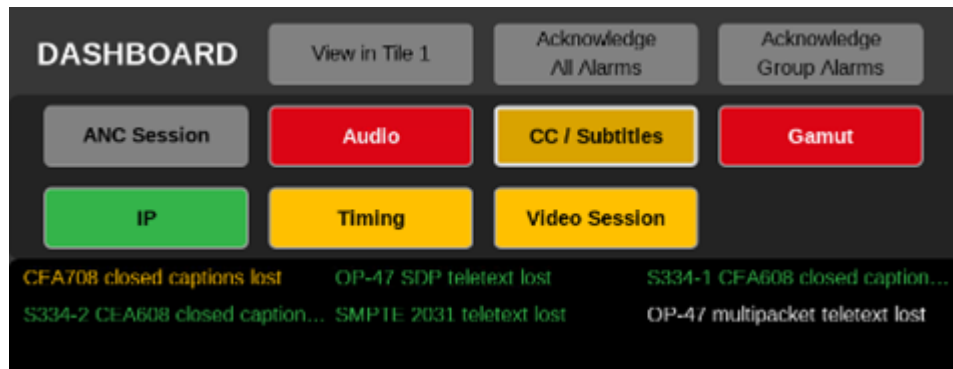 DASHBOARD
View in Tile 1
Acknowledge
All Alarms
Acknowledge
Group Alarms
ANC Session
Audio
CC / Subtitles
Gamut
IP
Timing
Video Session
CEA708 closed captions lost
OP-47 SDP teletext lost
S334-1 CEA608 closed caption...
S334-2 CEA608 closed caption...
SMPTE 2031 teletext lost
OP-47 multipacket teletext lost